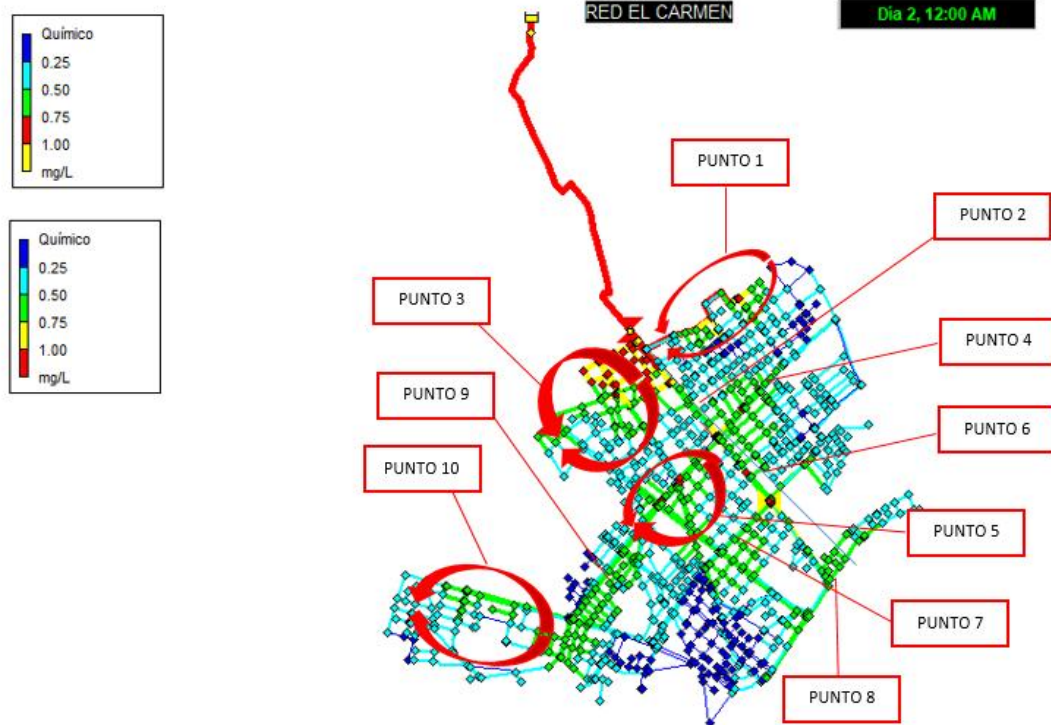 RED EL CARMEN
Día 2, 12:00 AM
Químico
0.25
0.50
0.75
1.00
mg/L
Químico
0.25
0.50
0.75
1.00
mg/L
PUNTO 1
PUNTO 2
PUNTO 3
PUNTO 4
PUNTO 9
PUNTO 6
PUNTO 10
PUNTO 5
PUNTO 7
PUNTO 8